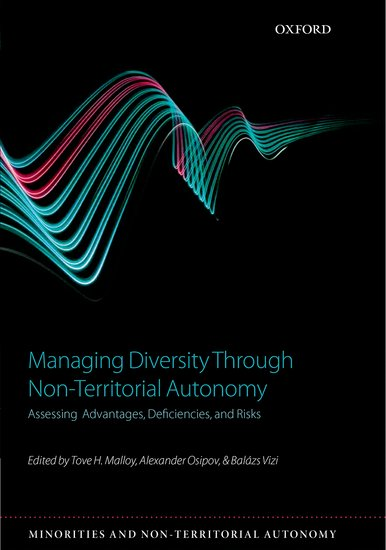 OXFORD
Managing Diversity Through
Non-Territorial Autonomy
Assessing Advantages, Deficiencies, and Risks
Edited by Tove H. Malloy, Alexander Osipov, & Balázs Vizi
MINORITIES AND NON-TERRITORIAL AUTONOMY